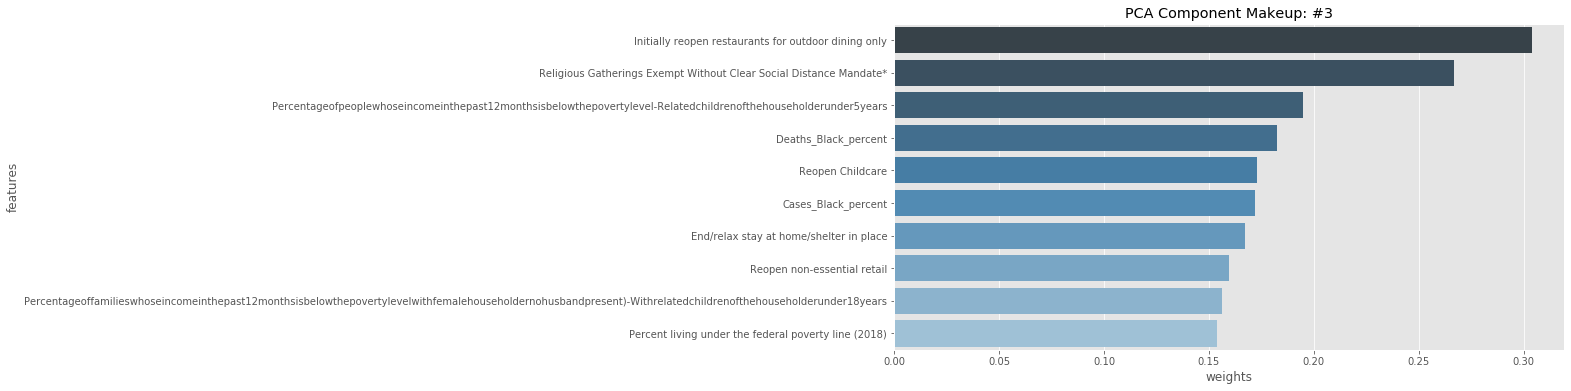 PCA Component Makeup: #3
Initially reopen restaurants for outdoor dining only
Religious Gatherings Exempt Without Clear Social Distance Mandate*
Percentageofpeoplewhoseincomeinthepast12monthsisbelowthepovertylevel-Relatedchildrenofthehouseholderunder5years
Deaths_Black_percent
Reopen Childcare
Cases_Black_percent
End/relax stay at home/shelter in place
Reopen non-essential retail
Percentageoffamilieswhoseincomeinthepast12monthsisbelowthepovertylevelwithfemalehouseholdernohusbandpresent)-Withrelatedchildrenofthehouseholderunder18years
Percent living under the federal poverty line (2018)
features
0.00 0.05 0.10 0.15 0.20 0.25 0.30
weights